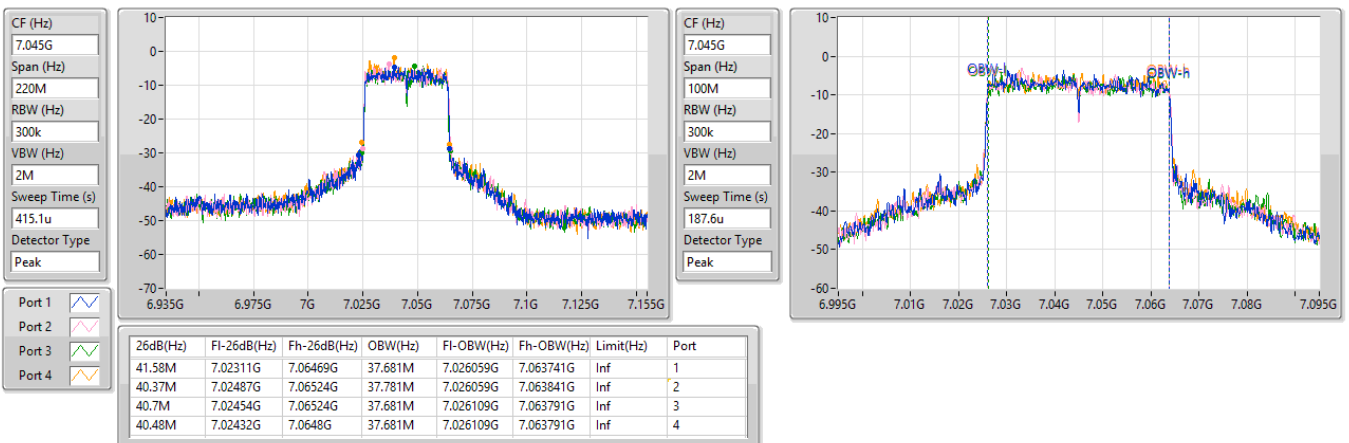 CF (Hz)
7.045G
Span (Hz)
220M
RBW (Hz)
300k
VBW (Hz)
2M
Sweep Time (s)
415.1u
Detector Type
Peak
10
0
-10
-20
-30
-40
-50
-60
-70
6.935G 6.975G 7G 7.025G 7.05G 7.075G 7.1G 7.125G 7.155G
CF (Hz)
7.045G
Span (Hz)
100M
RBW (Hz)
300k
VBW (Hz)
2M
Sweep Time (s)
187.6u
Detector Type
Peak
10
0
-10
-20
-30
-40
-50
-60
OBW-l OBW-h
6.995G 7.01G 7.02G 7.03G 7.04G 7.05G 7.06G 7.07G 7.08G 7.095G
Port 1
Port 2
Port 3
Port 4
26dB(Hz) Fl-26dB(Hz) Fh-26dB(Hz) OBW(Hz) Fl-OBW(Hz) Fh-OBW(Hz) Limit(Hz) Port
41.58M 7.02311G 7.06469G 37.681M 7.026059G 7.063741G Inf 1
40.37M 7.02487G 7.06524G 37.781M 7.026059G 7.063841G Inf 2
40.7M 7.02454G 7.06524G 37.681M 7.026109G 7.063791G Inf 3
40.48M 7.02432G 7.0648G 37.681M 7.026109G 7.063791G Inf 4